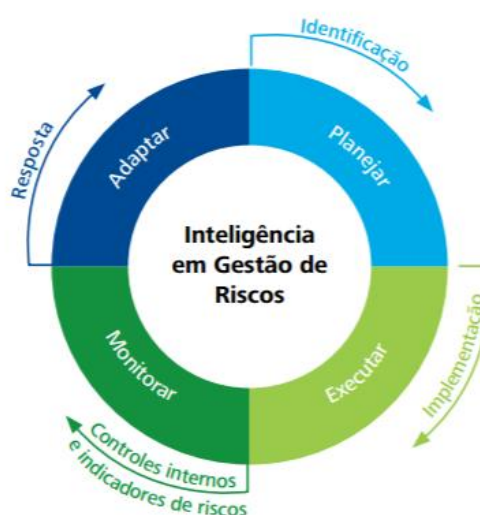 Identificação
Planejar
Implementação
Executar
Controles internos
e indicadores de riscos
Monitorar
Resposta
Adaptar
Inteligência
em Gestão de
Riscos